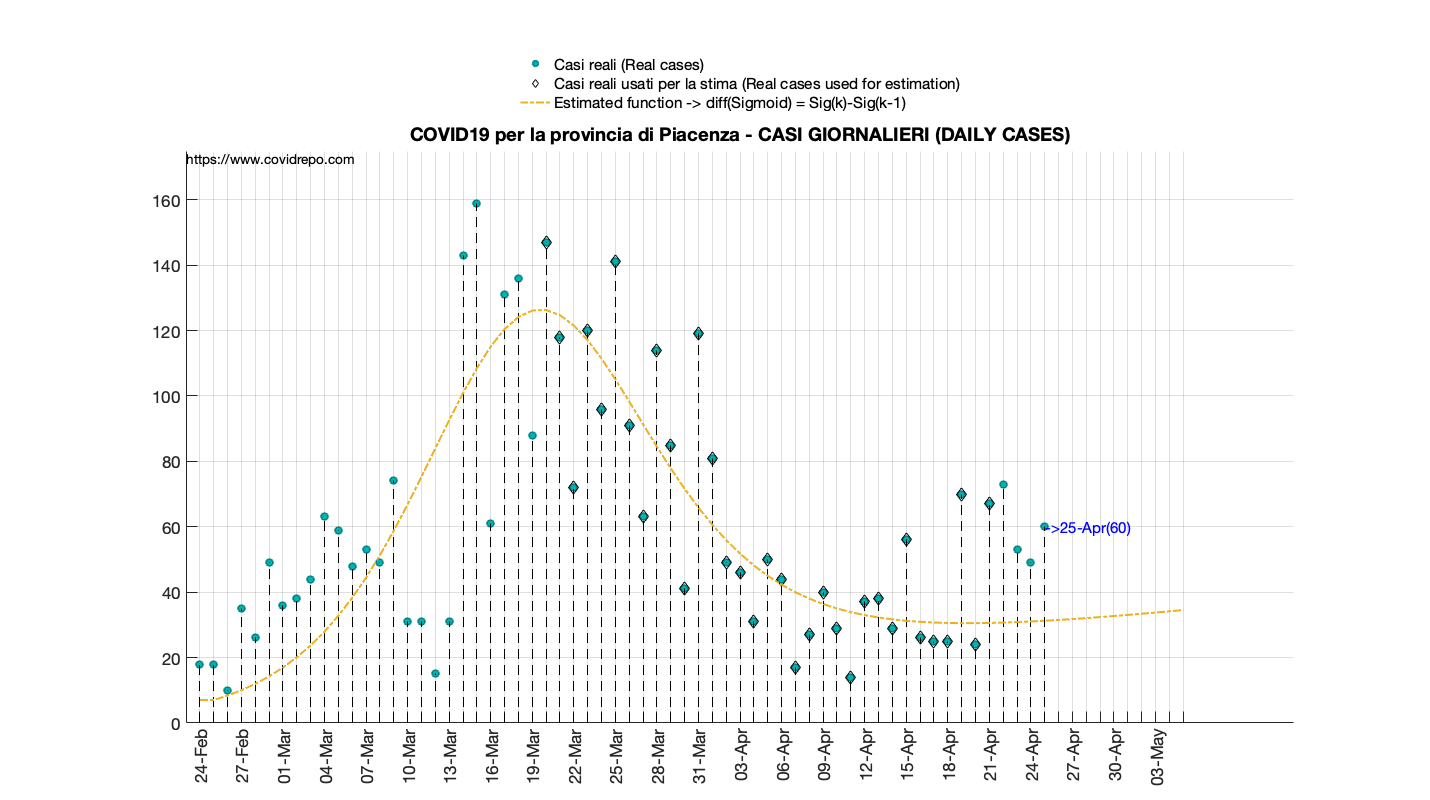 Casi reali (Real cases)
Casi reali usati per la stima (Real cases used for estimation)
Estimated function -> diff(Sigmoid) = Sig(k)-Sig(k-1)
COVID19 per la provincia di Piacenza - CASI GIORNALIERI (DAILY CASES)
https://www.covidrepo.com
160
140
120
100
80
60
40
20
0
->25-Apr(60)
24-Feb
27-Feb
01-Mar
04-Mar
07-Mar
10-Mar
13-Mar
16-Mar
19-Mar
22-Mar
25-Mar
28-Mar
31-Mar
03-Apr
06-Apr
09-Apr
12-Apr
15-Apr
18-Apr
21-Apr
24-Apr
27-Apr
30-Apr
03-May